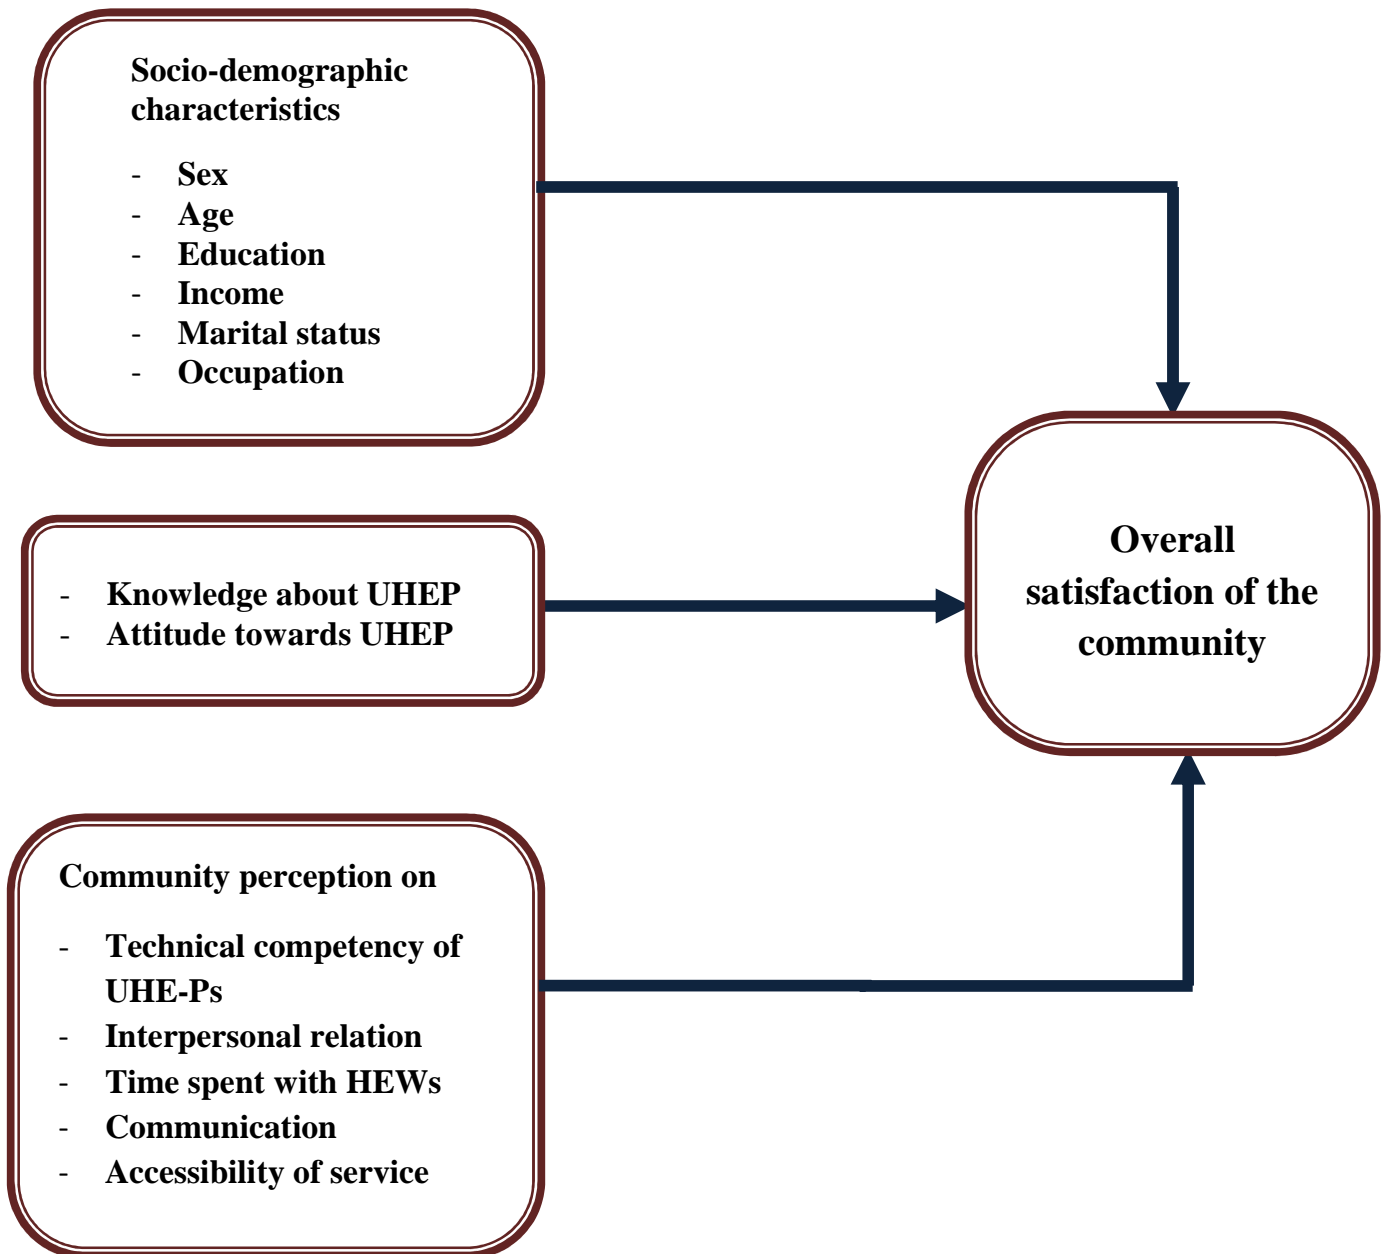 Socio-demographic
characteristics
- Sex
- Age
- Education
- Income
- Marital status
- Occupation
- Knowledge about UHEP
- Attitude towards UHEP
Overall
satisfaction of the
community
Community perception on
- Technical competency of
UHE-Ps
- Interpersonal relation
- Time spent with HEWs
- Communication
- Accessibility of service